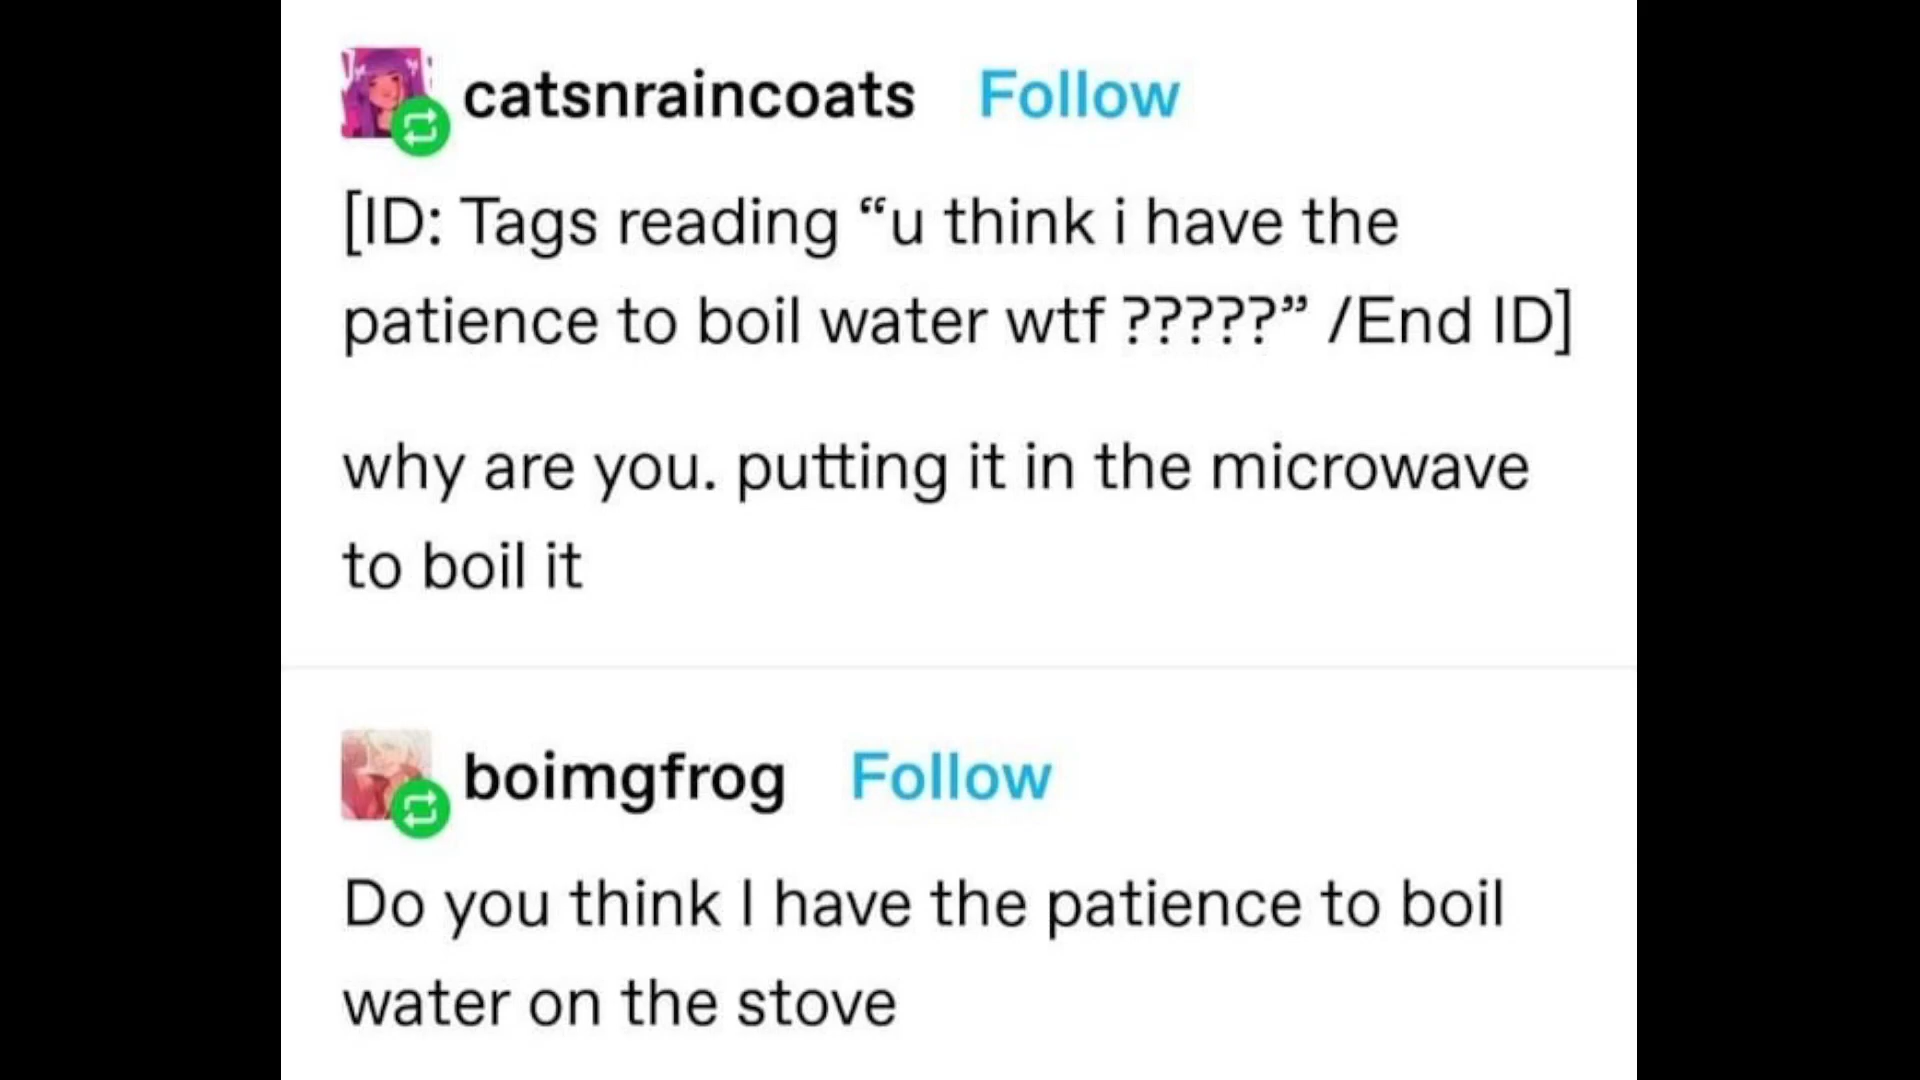 catsnraincoats Follow
[ID: Tags reading “u think i have the
patience to boil water wtf ?????” /End ID]
why are you. putting it in the microwave
to boil it
boimgfrog Follow
Do you think I have the patience to boil
water on the stove